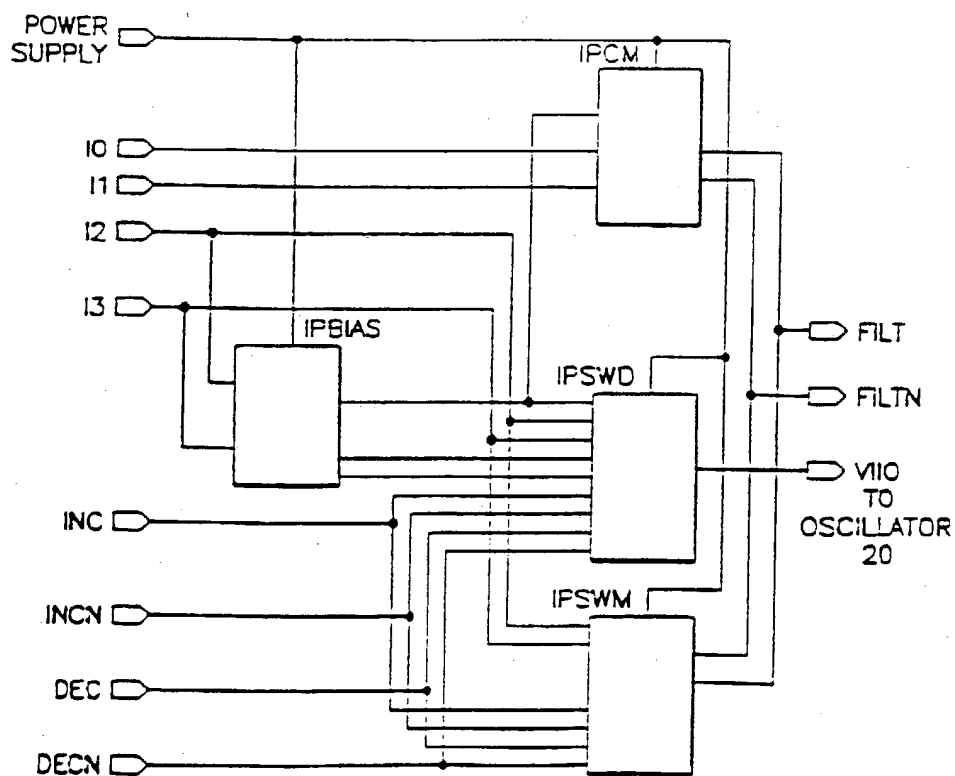 POWER
SUPPLY
IPCM
I0
I1
I2
I3
IPBIAS
FILT
IPSWD
FILTN
VI10
TO
OSCILLATOR
20
INC
IPSWM
INCN
DEC
DECN